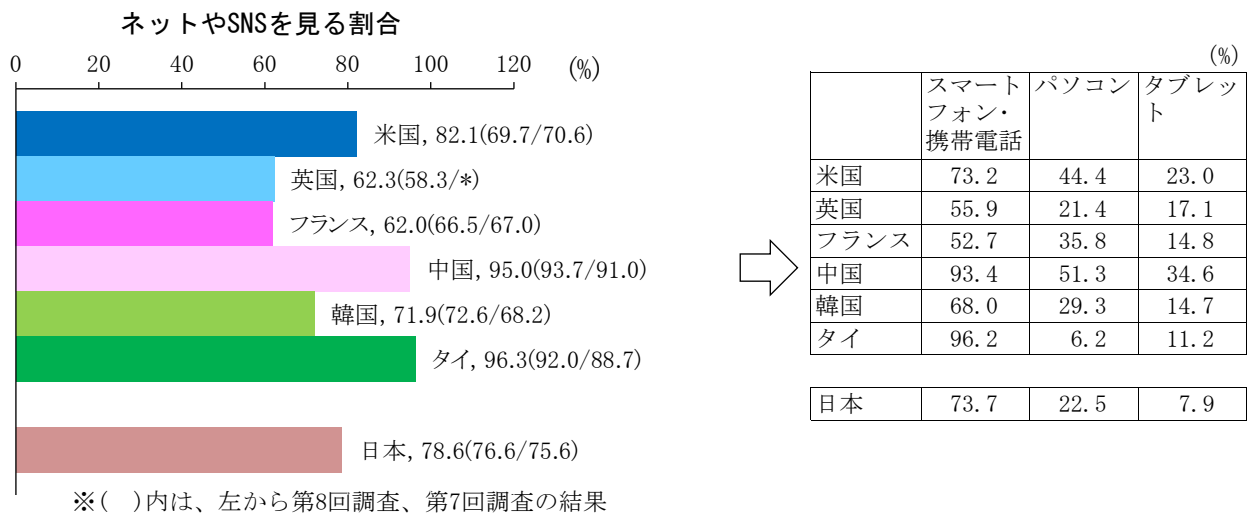 ネットやSNSを見る割合
0 20 40 60 80 100 120 (%)
米国, 82.1(69.7/70.6)
英国, 62.3(58.3/*)
フランス, 62.0(66.5/67.0)
中国, 95.0(93.7/91.0)
韓国, 71.9(72.6/68.2)
タイ, 96.3(92.0/88.7)
日本, 78.6(76.6/75.6)
※(　)内は、左から第8回調査、第7回調査の結果
(%)
スマートフォン・携帯電話 パソコン タブレット
米国 73.2 44.4 23.0
英国 55.9 21.4 17.1
フランス 52.7 35.8 14.8
中国 93.4 51.3 34.6
韓国 68.0 29.3 14.7
タイ 96.2 6.2 11.2
日本 73.7 22.5 7.9